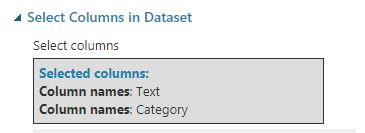 Select Columns in Dataset
Select columns
Selected columns:
Column names: Text
Column names: Category